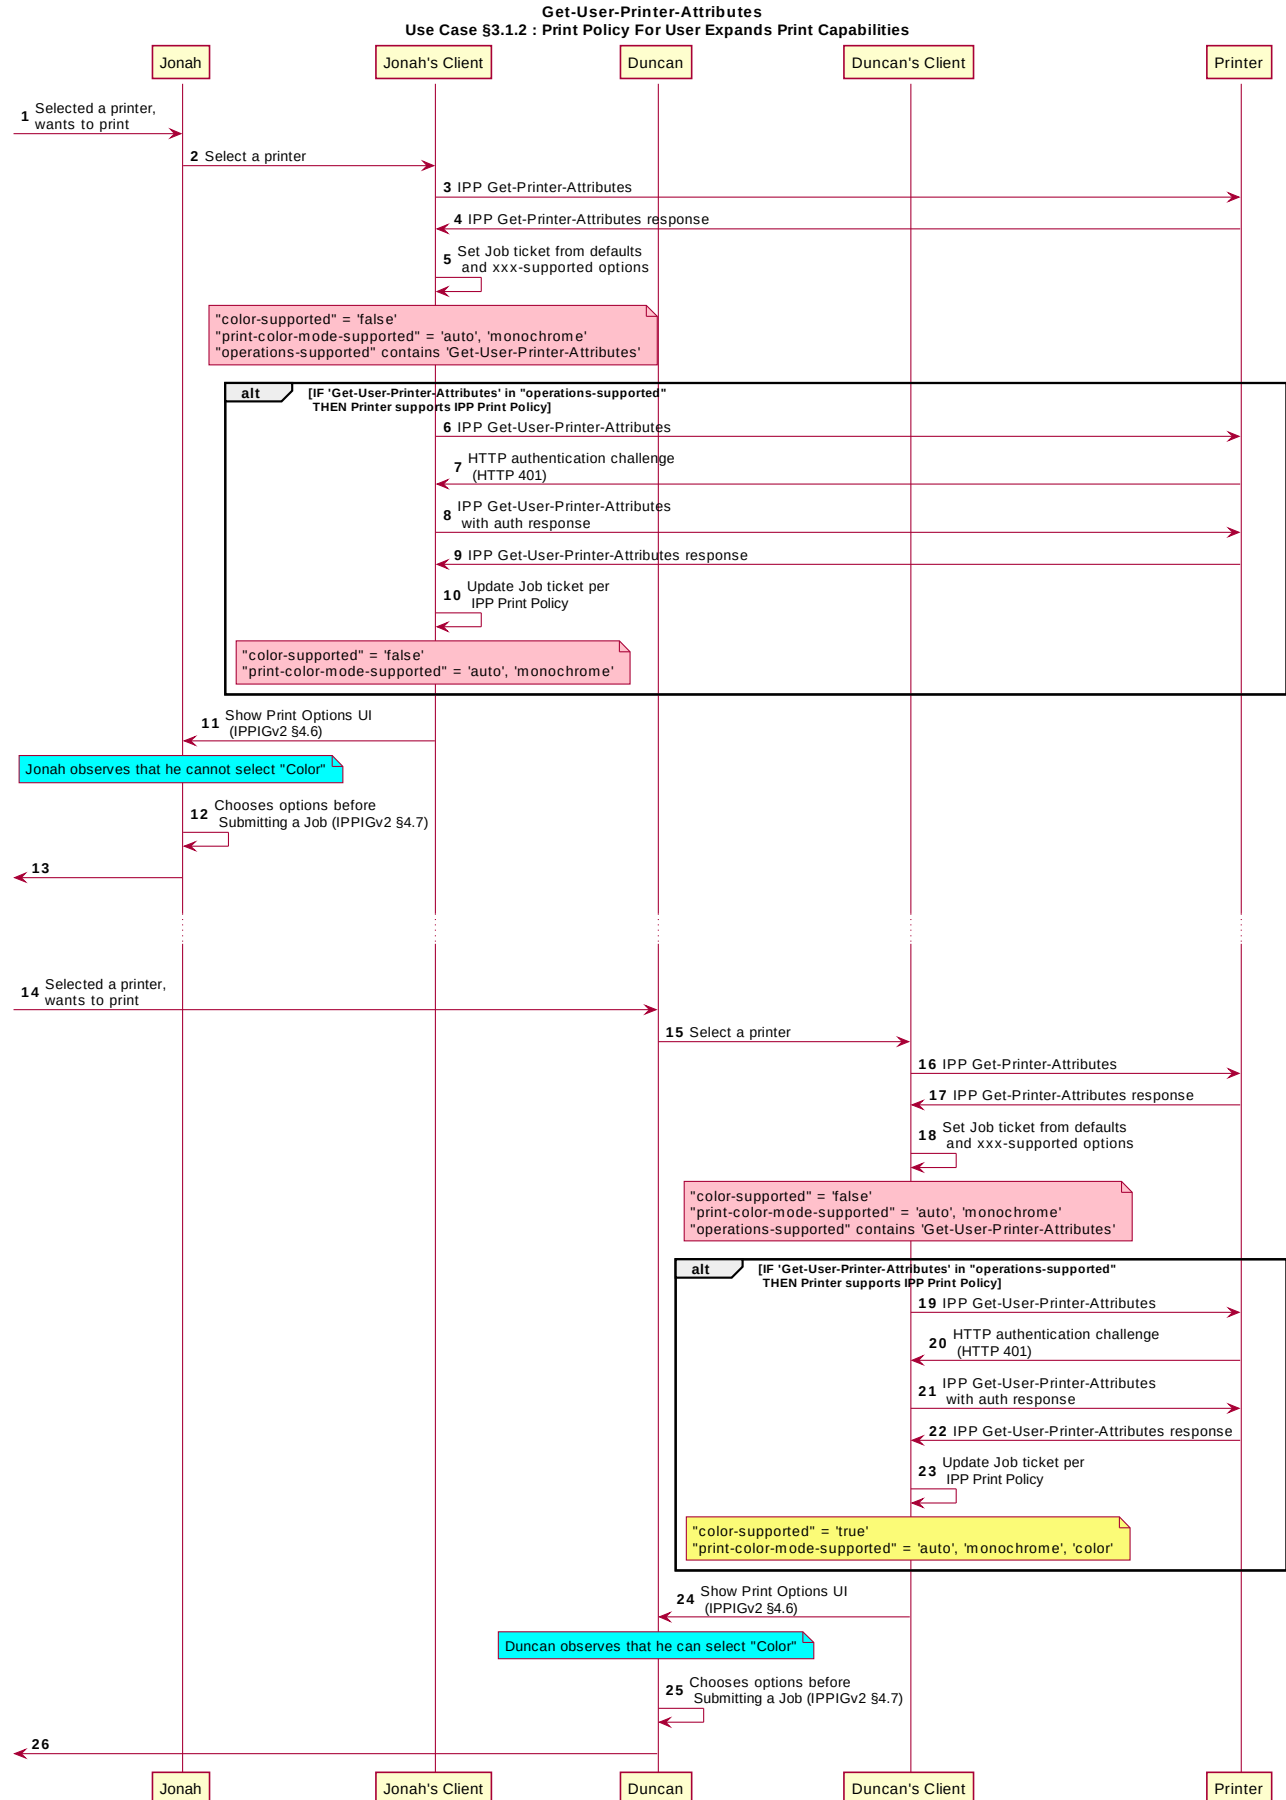 Get-User-Printer-Attributes
Use Case §3.1.2 : Print Policy For User Expands Print Capabilities
Jonah
Jonah's Client
Duncan
Duncan's Client
Printer
1 Selected a printer,
wants to print
2 Select a printer
3 IPP Get-Printer-Attributes
4 IPP Get-Printer-Attributes response
5 Set Job ticket from defaults
and xxx-supported options
"color-supported" = 'false'
"print-color-mode-supported" = 'auto', 'monochrome'
"operations-supported" contains 'Get-User-Printer-Attributes'
alt [IF 'Get-User-Printer-Attributes' in "operations-supported"
THEN Printer supports IPP Print Policy]
6 IPP Get-User-Printer-Attributes
7 HTTP authentication challenge
(HTTP 401)
8 IPP Get-User-Printer-Attributes
with auth response
9 IPP Get-User-Printer-Attributes response
10 Update Job ticket per
IPP Print Policy
"color-supported" = 'false'
"print-color-mode-supported" = 'auto', 'monochrome'
11 Show Print Options UI
(IPPIGv2 §4.6)
Jonah observes that he cannot select "Color"
12 Chooses options before
Submitting a Job (IPPIGv2 §4.7)
13
14 Selected a printer,
wants to print
15 Select a printer
16 IPP Get-Printer-Attributes
17 IPP Get-Printer-Attributes response
18 Set Job ticket from defaults
and xxx-supported options
"color-supported" = 'false'
"print-color-mode-supported" = 'auto', 'monochrome'
"operations-supported" contains 'Get-User-Printer-Attributes'
alt [IF 'Get-User-Printer-Attributes' in "operations-supported"
THEN Printer supports IPP Print Policy]
19 IPP Get-User-Printer-Attributes
20 HTTP authentication challenge
(HTTP 401)
21 IPP Get-User-Printer-Attributes
with auth response
22 IPP Get-User-Printer-Attributes response
23 Update Job ticket per
IPP Print Policy
"color-supported" = 'true'
"print-color-mode-supported" = 'auto', 'monochrome', 'color'
24 Show Print Options UI
(IPPIGv2 §4.6)
Duncan observes that he can select "Color"
25 Chooses options before
Submitting a Job (IPPIGv2 §4.7)
26
Jonah
Jonah's Client
Duncan
Duncan's Client
Printer